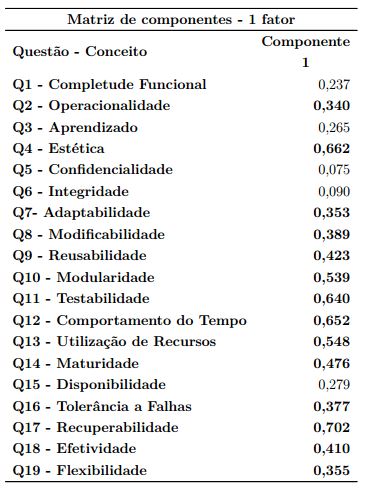 Matriz de componentes - 1 fator
Questão - Conceito Componente
1
Q1 - Completude Funcional 0,237
Q2 - Operacionalidade 0,340
Q3 - Aprendizado 0,265
Q4 - Estética 0,662
Q5 - Confidencialidade 0,075
Q6 - Integridade 0,090
Q7- Adaptabilidade 0,353
Q8 - Modificabilidade 0,389
Q9 - Reusabilidade 0,423
Q10 - Modularidade 0,539
Q11 - Testabilidade 0,640
Q12 - Comportamento do Tempo 0,652
Q13 - Utilização de Recursos 0,548
Q14 - Maturidade 0,476
Q15 - Disponibilidade 0,279
Q16 - Tolerância a Falhas 0,377
Q17 - Recuperabilidade 0,702
Q18 - Efetividade 0,410
Q19 - Flexibilidade 0,355